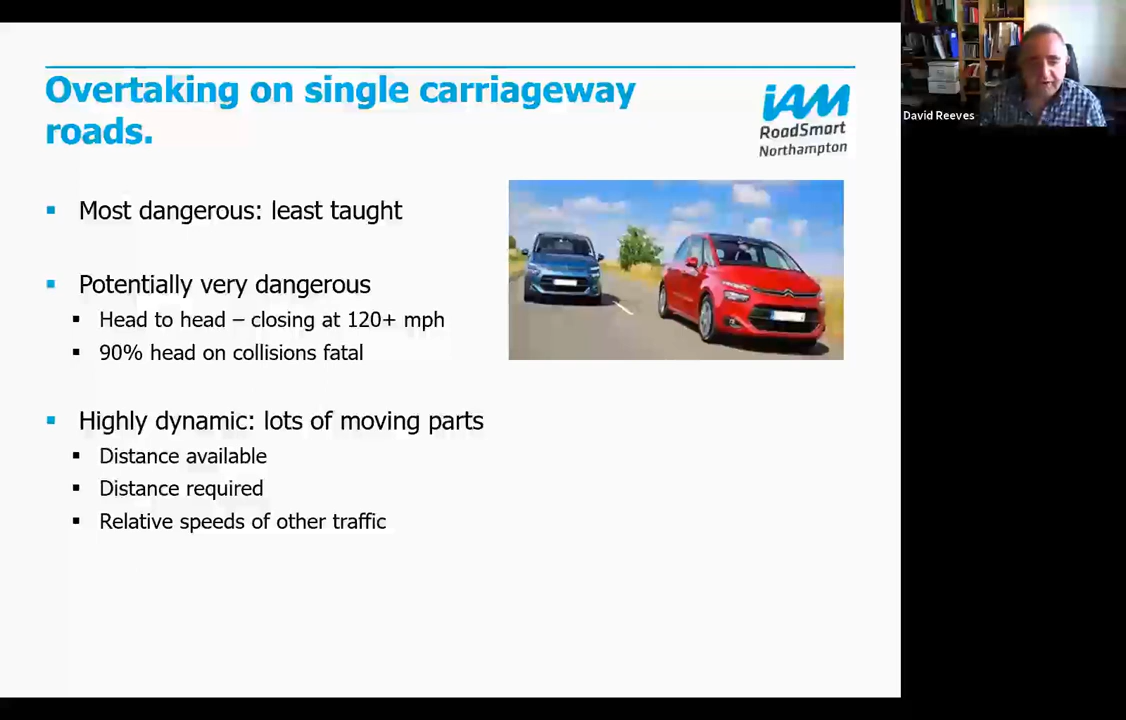 Overtaking on single carriageway
roads.
iAM
RoadSmart
Northampton
David Reeves
▪ Most dangerous: least taught
▪ Potentially very dangerous
▪ Head to head – closing at 120+ mph
▪ 90% head on collisions fatal
▪ Highly dynamic: lots of moving parts
▪ Distance available
▪ Distance required
▪ Relative speeds of other traffic